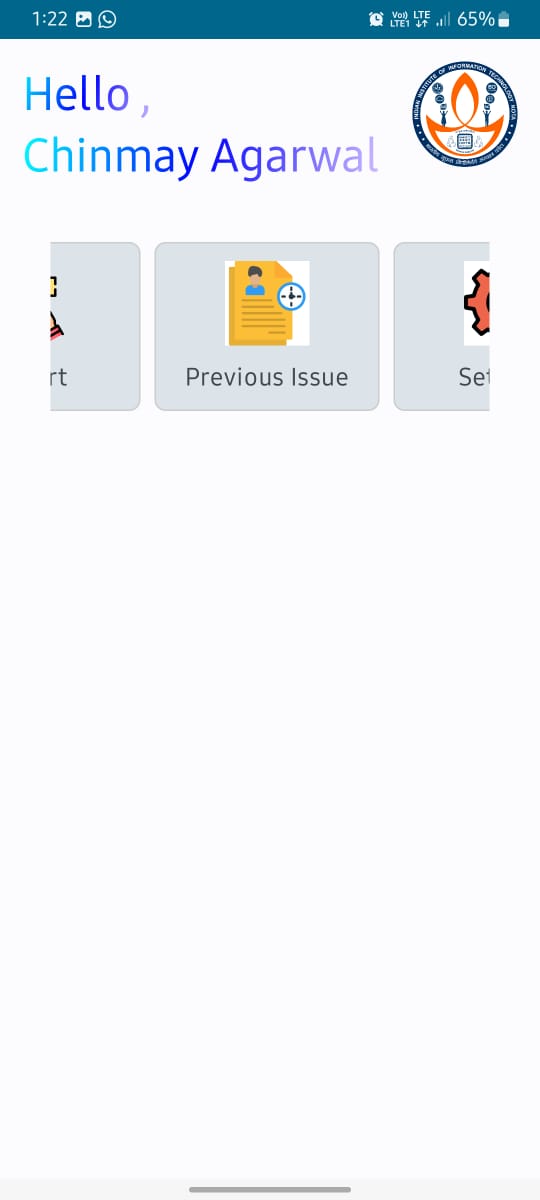 1:22
Vo) LTE
LTE1
65%
Hello ,
Chinmay Agarwal
INDIAN INSTITUTE OF INFORMATION TECHNOLOGY KOTA
rt
Previous Issue
Set